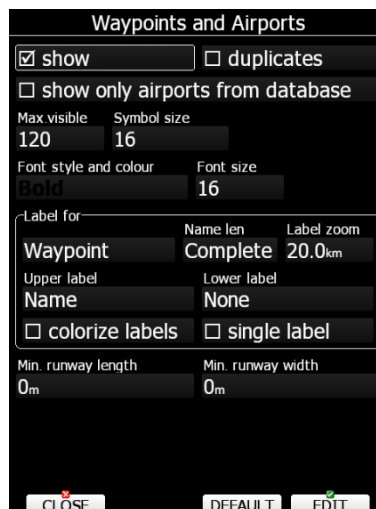 Waypoints and Airports
show duplicates
show only airports from database
Max.visible Symbol size
120 16
Font style and colour Font size
Bold 16
Label for
Name len Label zoom
Waypoint Complete 20.0km
Upper label Lower label
Name None
colorize labels single label
Min. runway length Min. runway width
0m 0m
CLOSE DEFAULT EDIT